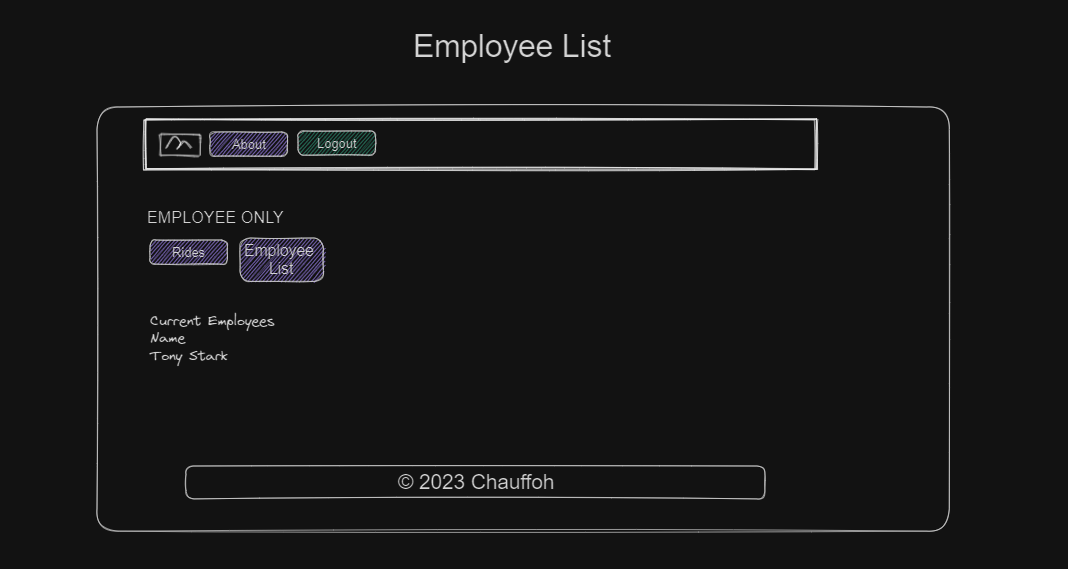 Employee List
About
Logout
EMPLOYEE ONLY
Rides
Employee
List
Current Employees
Name
Tony Stark
© 2023 Chauffoh